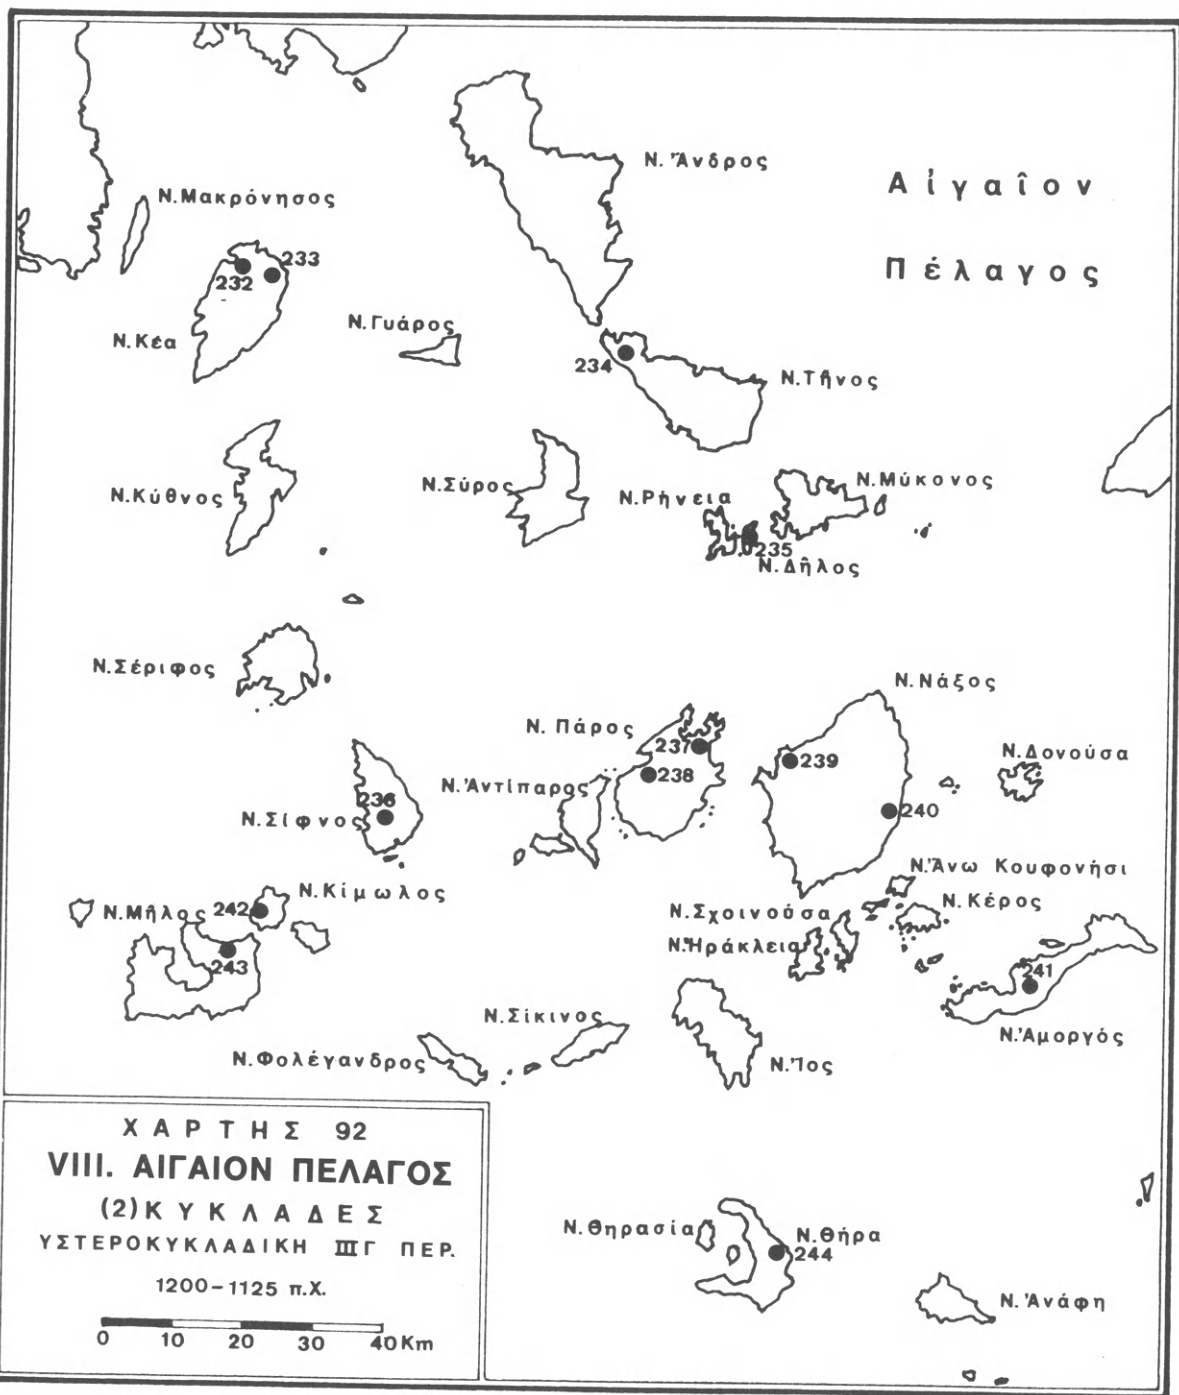 Ν. Ἄνδρος
Αἰγαῖον
Πέλαγος
Ν.Μακρόνησος
233
232
Ν.Κέα
Ν.Γυάρος
234
Ν.Τῆνος
Ν.Κύθνος
Ν.Σύρος
Ν.Ρήνεια
Ν.Μύκονος
235
Ν.Δῆλος
Ν.Σέριφος
Ν.Νάξος
Ν. Πάρος
237
238
239
Ν.Δονούσα
Ν.Ἀντίπαρος
236
Ν.Σίφνος
240
Ν.Ἄνω Κουφονήσι
Ν.Κίμωλος
Ν.Κέρος
242
Ν.Μῆλος
Ν.Σχοινούσα
Ν.Ἡράκλεια
243
241
Ν.Ἀμοργός
Ν.Σίκινος
Ν.Φολέγανδρος
Ν.Ἴος
ΧΑΡΤΗΣ 92
VIII. ΑΙΓΑΙΟΝ ΠΕΛΑΓΟΣ
(2)ΚΥΚΛΑΔΕΣ
ΥΣΤΕΡΟΚΥΚΛΑΔΙΚΗ ΙΙΙΓ ΠΕΡ.
1200–1125 π.Χ.
0 10 20 30 40Km
Ν.Θηρασία
Ν.Θήρα
244
Ν.Ἀνάφη